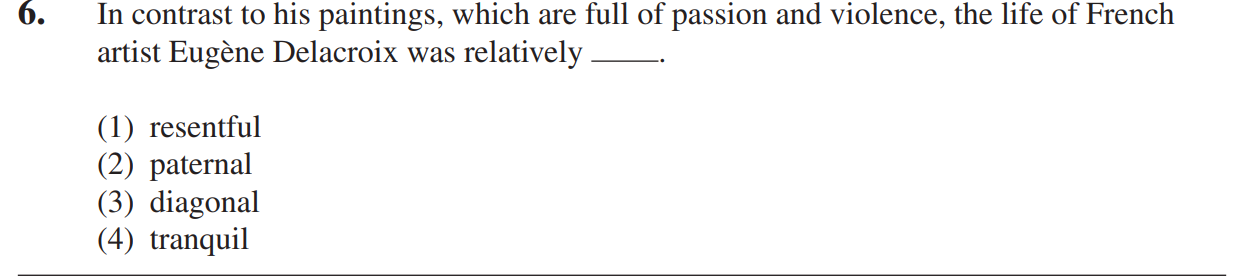 6. In contrast to his paintings, which are full of passion and violence, the life of French
artist Eugène Delacroix was relatively _____.
(1) resentful
(2) paternal
(3) diagonal
(4) tranquil